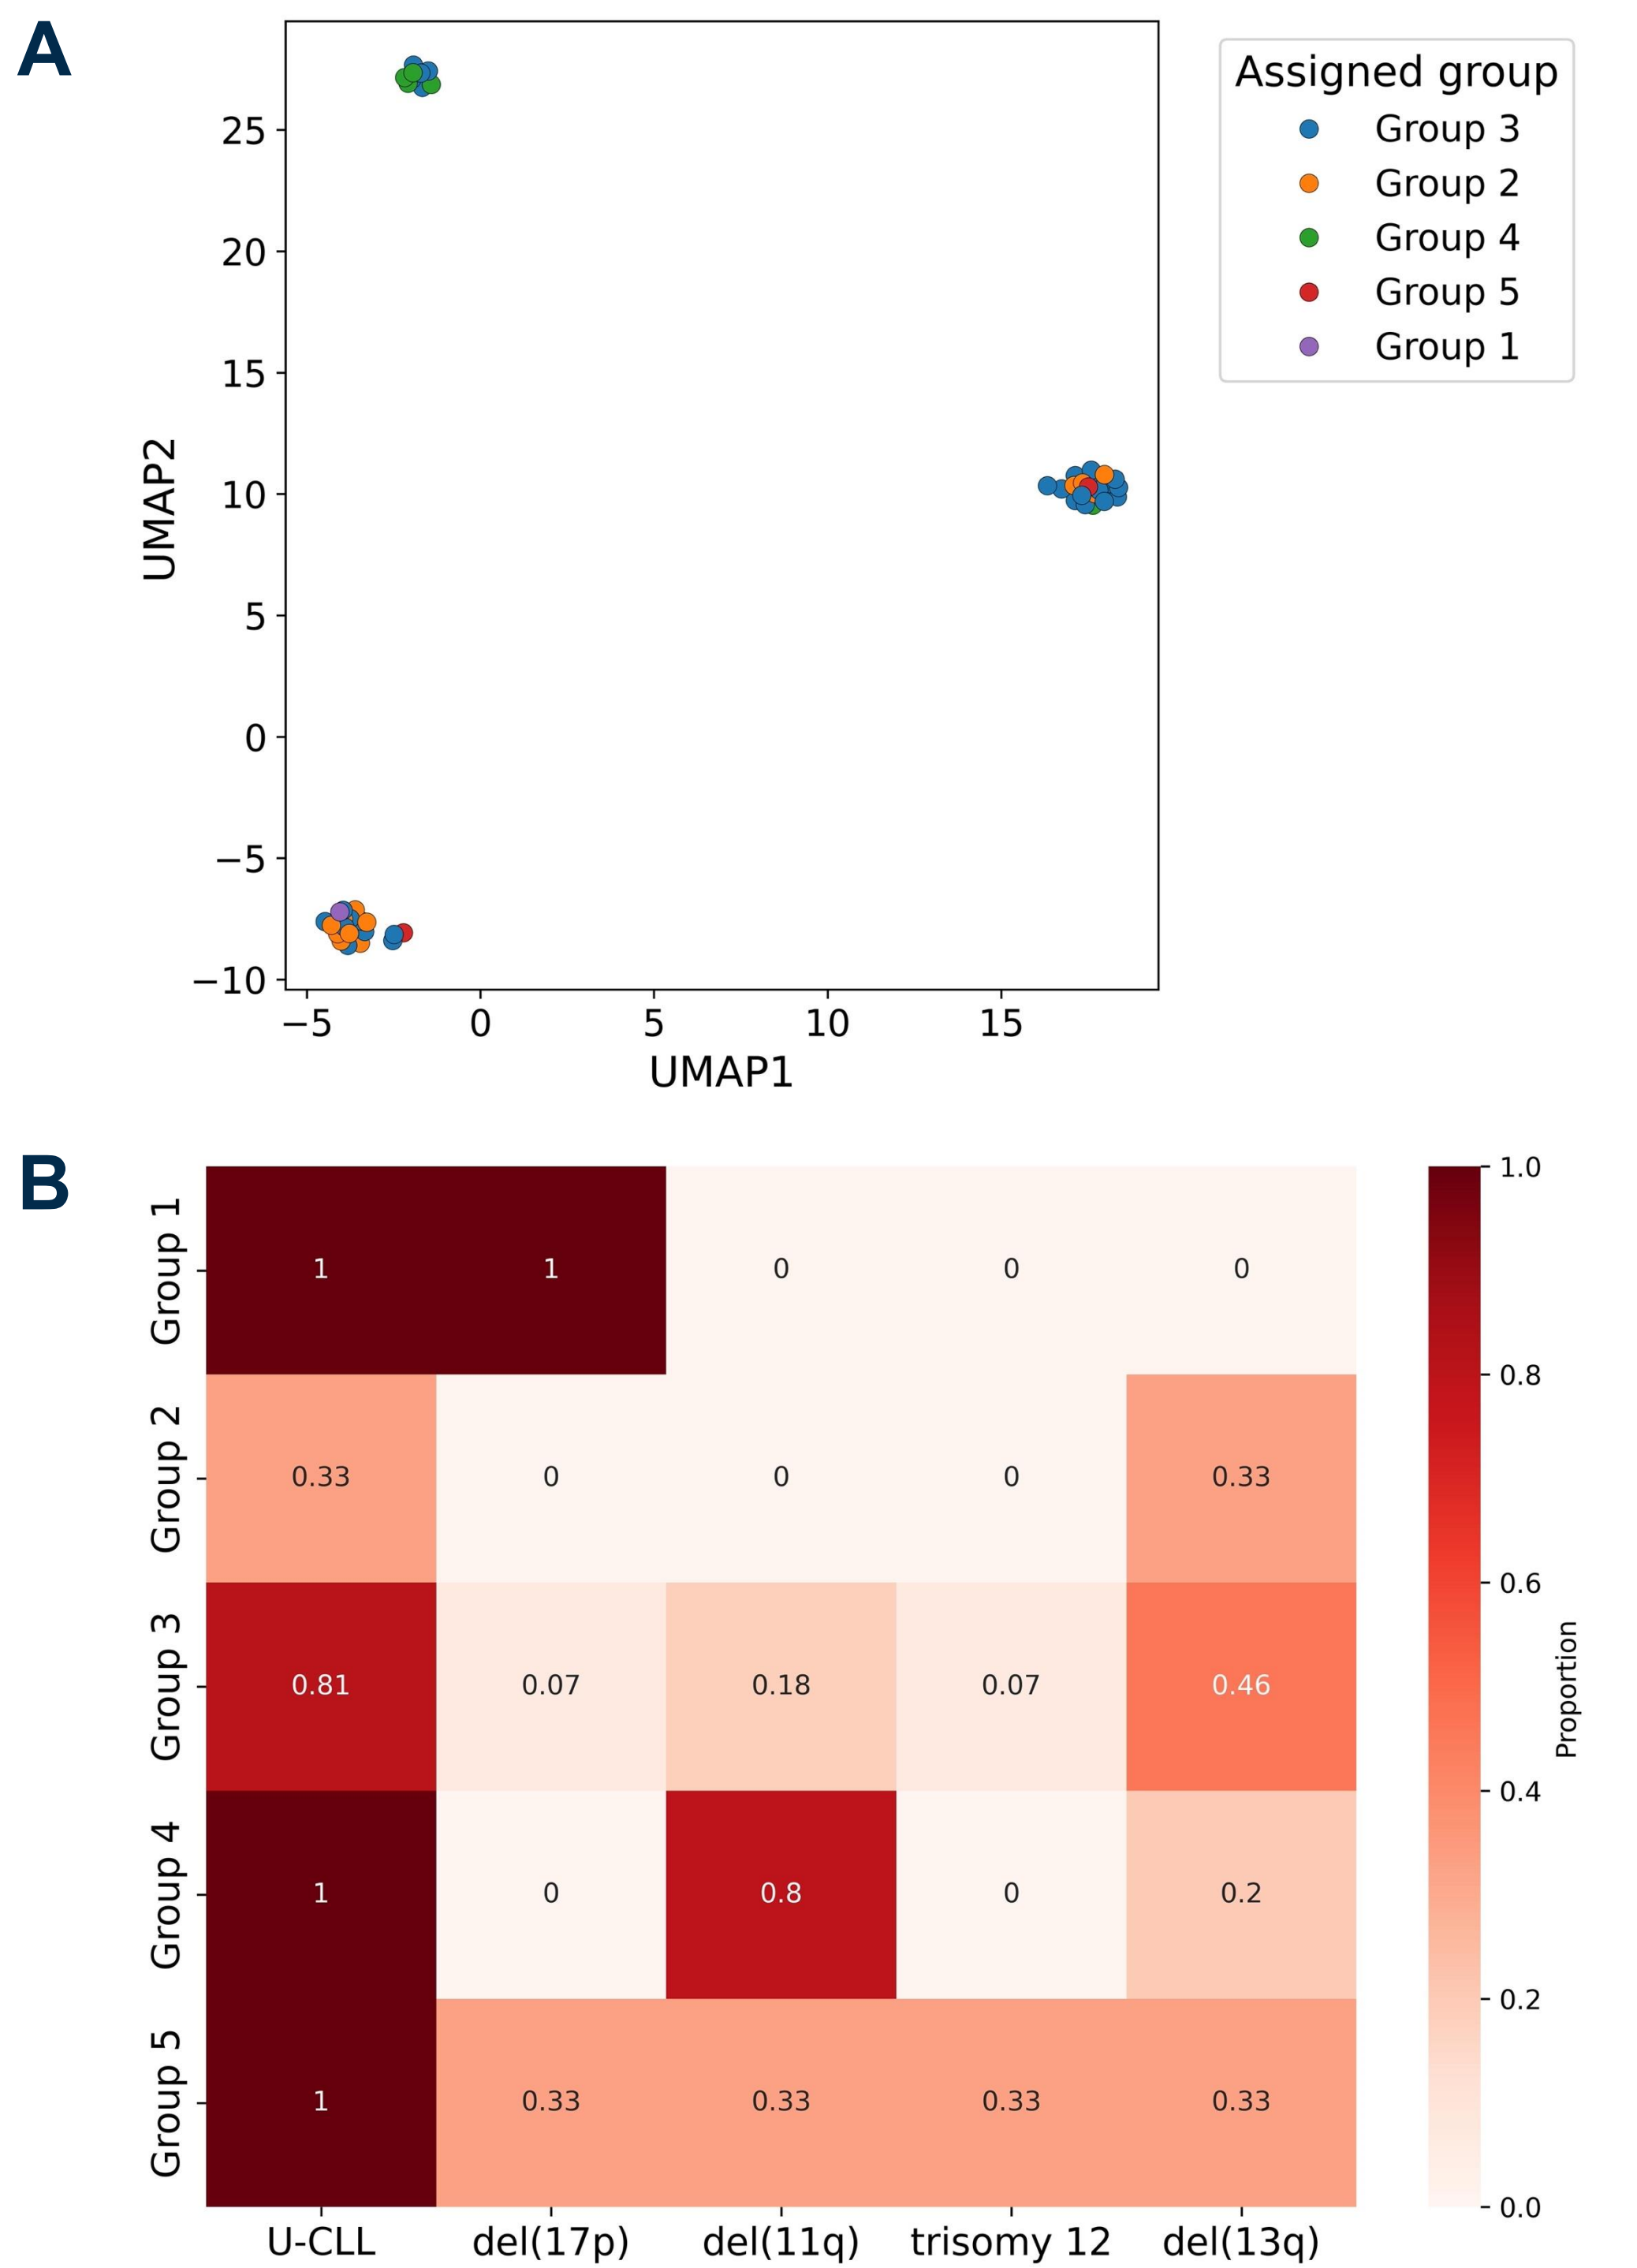 A
Assigned group
Group 3
Group 2
Group 4
Group 5
Group 1
25
20
15
10
5
0
−5
−10
UMAP2
−5 0 5 10 15
UMAP1
B
Group 1
1 1 0 0 0
Group 2
0.33 0 0 0 0.33
Group 3
0.81 0.07 0.18 0.07 0.46
Group 4
1 0 0.8 0 0.2
Group 5
1 0.33 0.33 0.33 0.33
U-CLL del(17p) del(11q) trisomy 12 del(13q)
1.0
0.8
0.6
0.4
0.2
0.0
Proportion